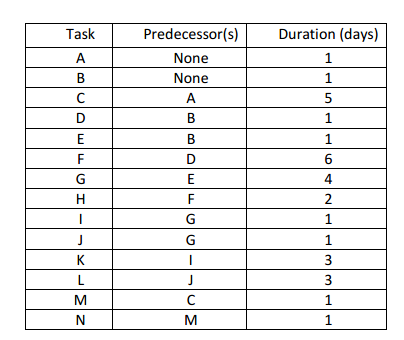 Task Predecessor(s) Duration (days)
A None 1
B None 1
C A 5
D B 1
E B 1
F D 6
G E 4
H F 2
I G 1
J G 1
K I 3
L J 3
M C 1
N M 1